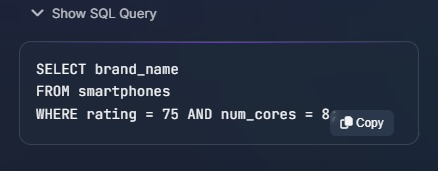 Show SQL Query
SELECT brand_name
FROM smartphones
WHERE rating = 75 AND num_cores = 8
Copy